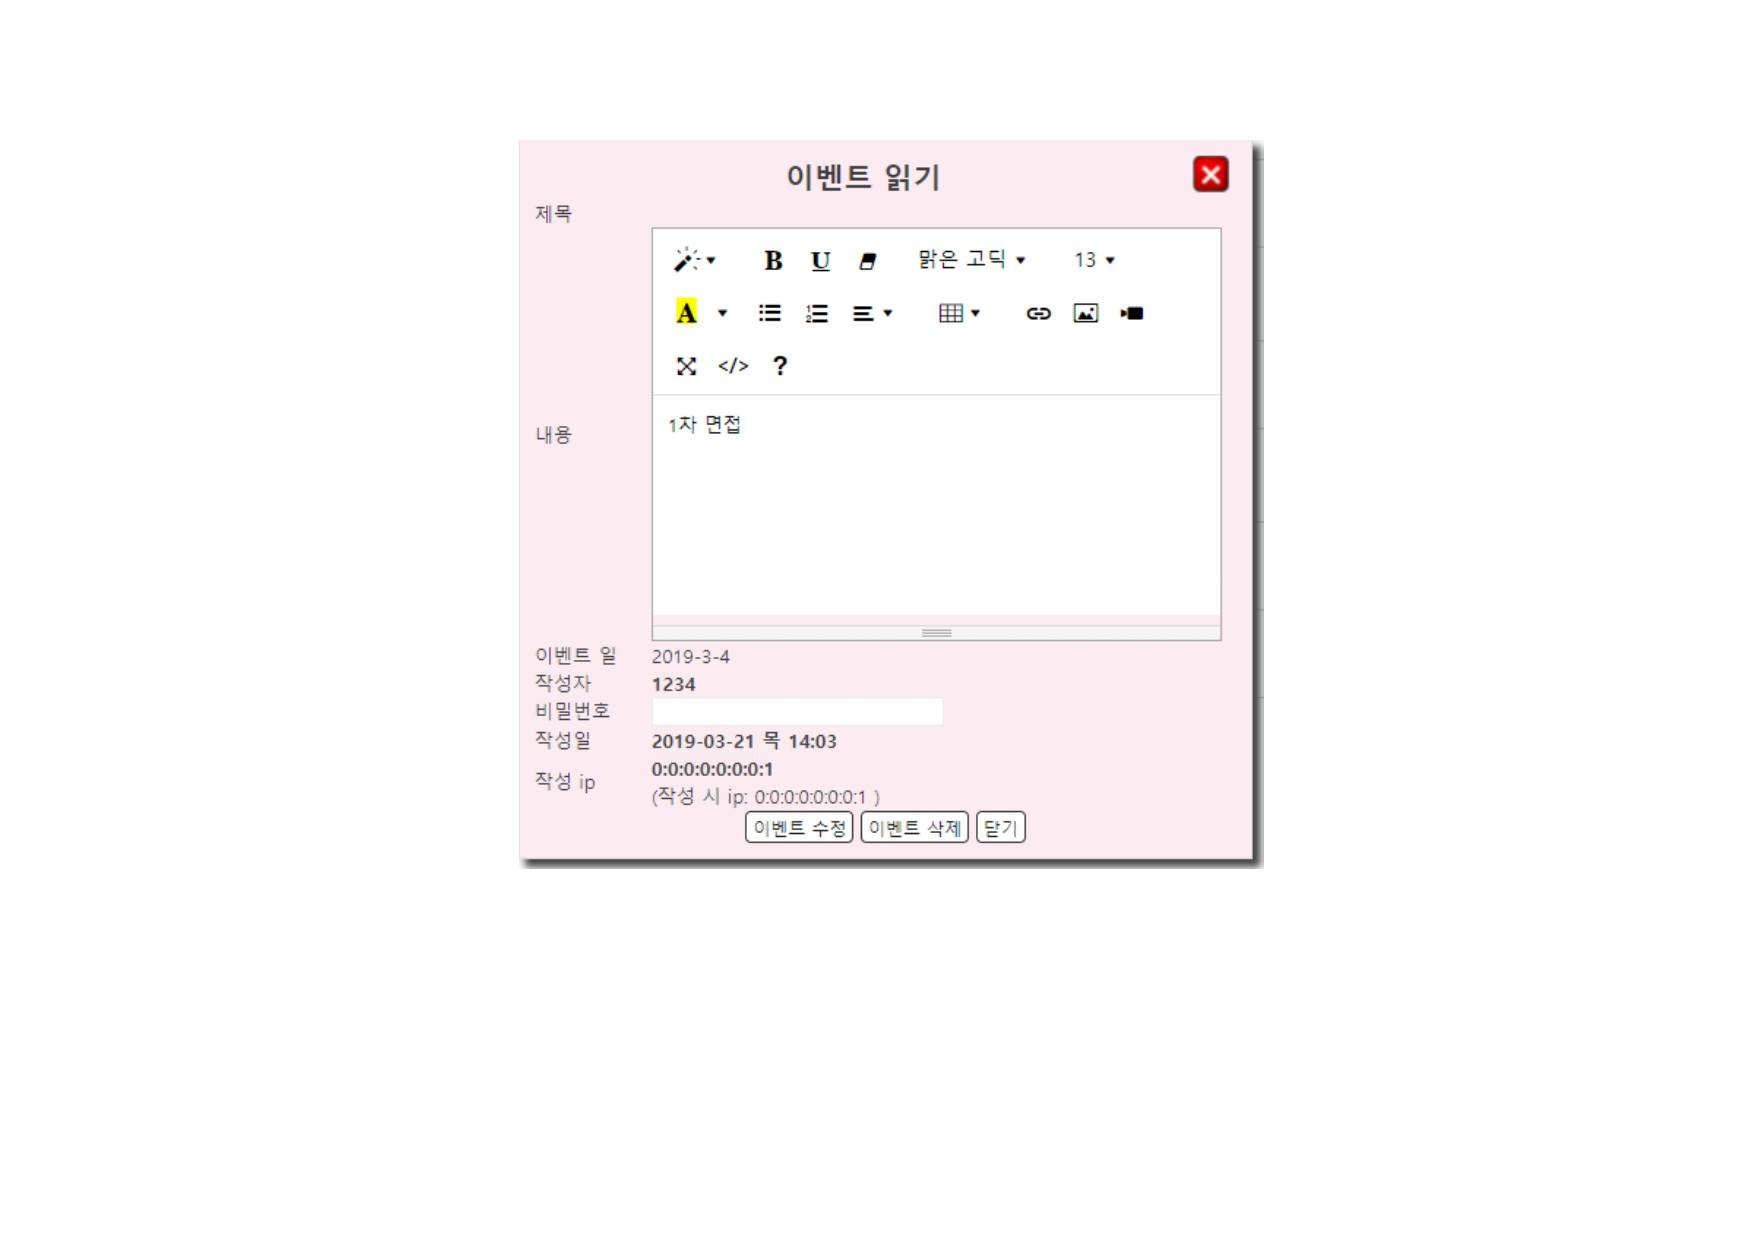 이벤트 읽기
제목
B U 맑은 고딕 13
A
</> ?
내용
1차 면접
이벤트 일 2019-3-4
작성자 1234
비밀번호
작성일 2019-03-21 목 14:03
작성 ip 0:0:0:0:0:0:0:1
(작성 시 ip: 0:0:0:0:0:0:0:1 )
이벤트 수정 이벤트 삭제 닫기